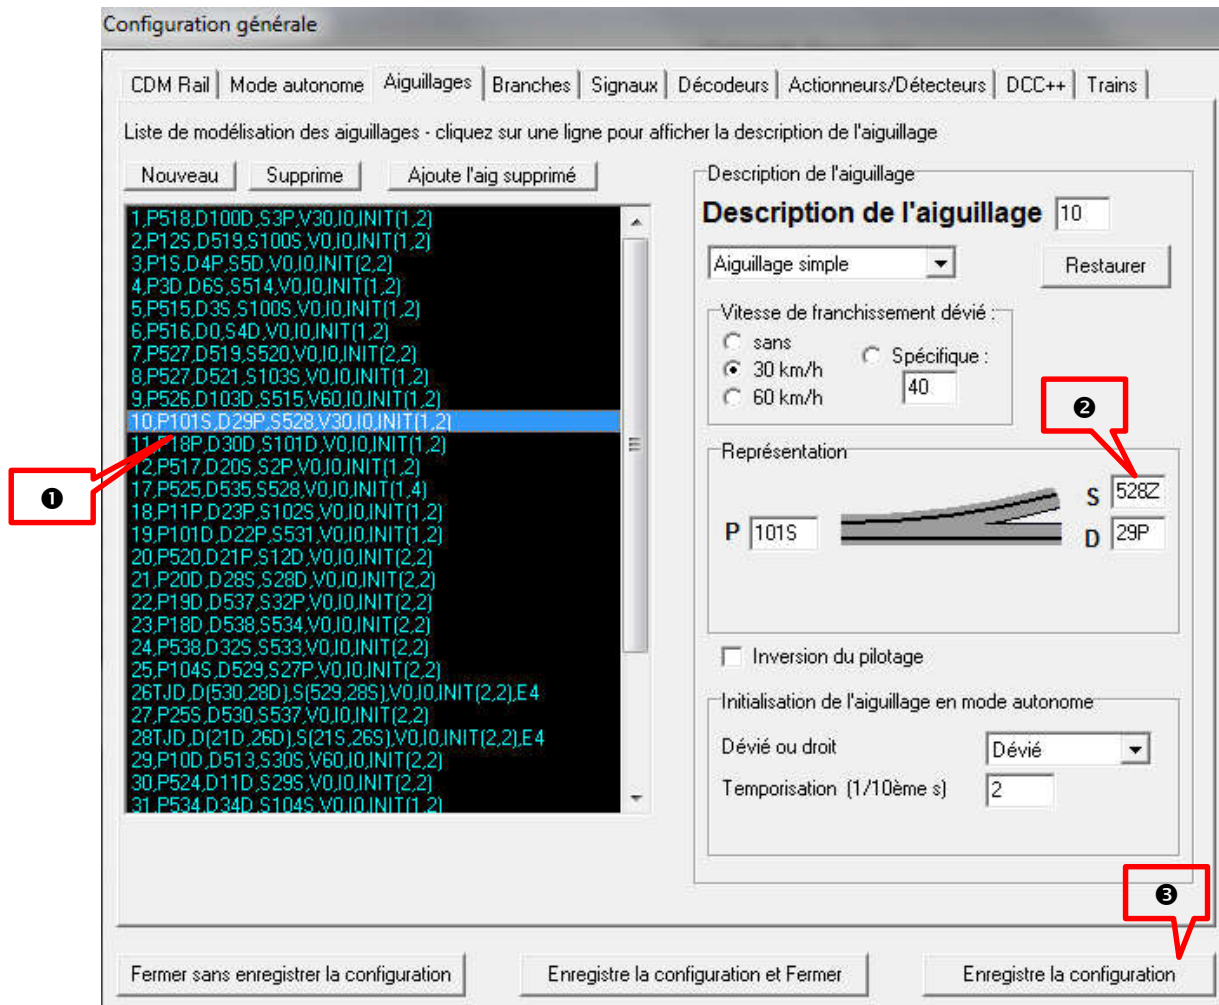 Configuration générale
CDM Rail Mode autonome Aiguillages Branches Signaux Décodeurs Actionneurs/Détecteurs DCC++ Trains
Liste de modélisation des aiguillages - cliquez sur une ligne pour afficher la description de l'aiguillage
Nouveau Supprime Ajoute l'aig supprimé
1,P518,D100D,S3P,V30,I0,INIT(1,2)
2,P12S,D519,S100S,V0,I0,INIT(1,2)
3,P1S,D4P,S5D,V0,I0,INIT(2,2)
4,P3D,D6S,S514,V0,I0,INIT(1,2)
5,P515,D3S,S100S,V0,I0,INIT(1,2)
6,P516,D0,S4D,V0,I0,INIT(1,2)
7,P527,D519,S520,V0,I0,INIT(2,2)
8,P527,D521,S103S,V0,I0,INIT(1,2)
9,P526,D103D,S515,V60,I0,INIT(1,2)
10,P101S,D29P,S528,V30,I0,INIT(1,2)
11,P18P,D30D,S101D,V0,I0,INIT(1,2)
12,P517,D20S,S2P,V0,I0,INIT(1,2)
17,P525,D535,S528,V0,I0,INIT(1,4)
18,P11P,D23P,S102S,V0,I0,INIT(1,2)
19,P101D,D22P,S531,V0,I0,INIT(1,2)
20,P520,D21P,S12D,V0,I0,INIT(2,2)
21,P20D,D28S,S28D,V0,I0,INIT(2,2)
22,P19D,D537,S32P,V0,I0,INIT(2,2)
23,P18D,D538,S534,V0,I0,INIT(2,2)
24,P538,D32S,S533,V0,I0,INIT(2,2)
25,P104S,D529,S27P,V0,I0,INIT(2,2)
26TJD,D(530,28D),S(529,28S),V0,I0,INIT(2,2),E4
27,P25S,D530,S537,V0,I0,INIT(2,2)
28TJD,D(21D,26D),S(21S,26S),V0,I0,INIT(2,2),E4
29,P10D,D513,S30S,V60,I0,INIT(2,2)
30,P524,D11D,S29S,V0,I0,INIT(2,2)
31,P534,D34D,S104S,V0,I0,INIT(1,2)
❶
Description de l'aiguillage
Description de l'aiguillage 10
Aiguillage simple Restaurer
Vitesse de franchissement dévié :
sans
30 km/h
60 km/h
Spécifique :
40
❷
Représentation
S 528Z
P 101S
D 29P
Inversion du pilotage
Initialisation de l'aiguillage en mode autonome
Dévié ou droit Dévié
Temporisation (1/10ème s) 2
❸
Fermer sans enregistrer la configuration Enregistre la configuration et Fermer Enregistre la configuration